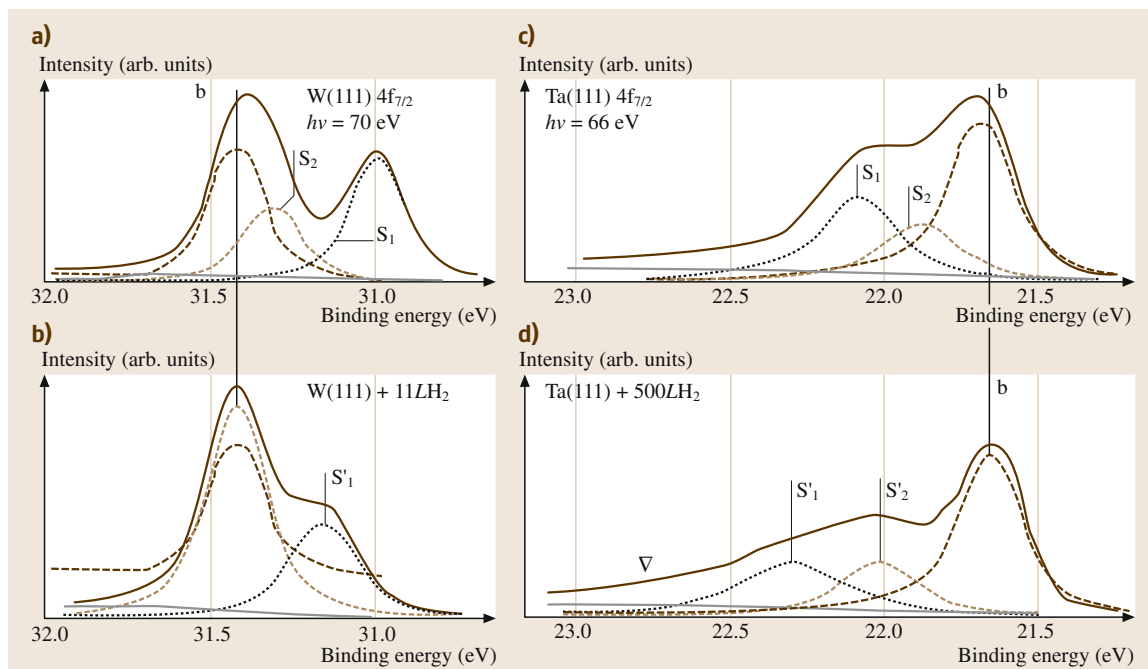 a)
Intensity (arb. units)
b
W(111) 4f7/2
hν = 70 eV
S2
S1
32.0
31.5
31.0
Binding energy (eV)
b)
Intensity (arb. units)
W(111) + 11LH2
S'1
32.0
31.5
31.0
Binding energy (eV)
c)
Intensity (arb. units)
Ta(111) 4f7/2
hν = 66 eV
b
S1
S2
23.0
22.5
22.0
21.5
Binding energy (eV)
d)
Intensity (arb. units)
Ta(111) + 500LH2
b
S'1
S'2
∇
23.0
22.5
22.0
21.5
Binding energy (eV)